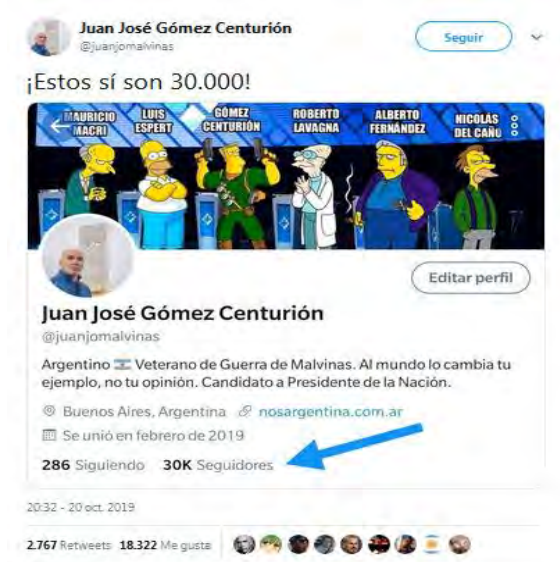 Juan José Gómez Centurión
@juanjomalvinas
Seguir
¡Estos sí son 30.000!
MAURICIO MACRI
LUIS ESPERT
GÓMEZ CENTURIÓN
ROBERTO LAVAGNA
ALBERTO FERNÁNDEZ
NICOLAS DEL CAÑO
Editar perfil
Juan José Gómez Centurión
@juanjomalvinas
Argentino 🇦🇷 Veterano de Guerra de Malvinas. Al mundo lo cambia tu
ejemplo, no tu opinión. Candidato a Presidente de la Nación.
Buenos Aires, Argentina nosargentina.com.ar
Se unió en febrero de 2019
286 Siguiendo 30K Seguidores
20:32 - 20 oct. 2019
2.767 Retweets 18.322 Me gusta